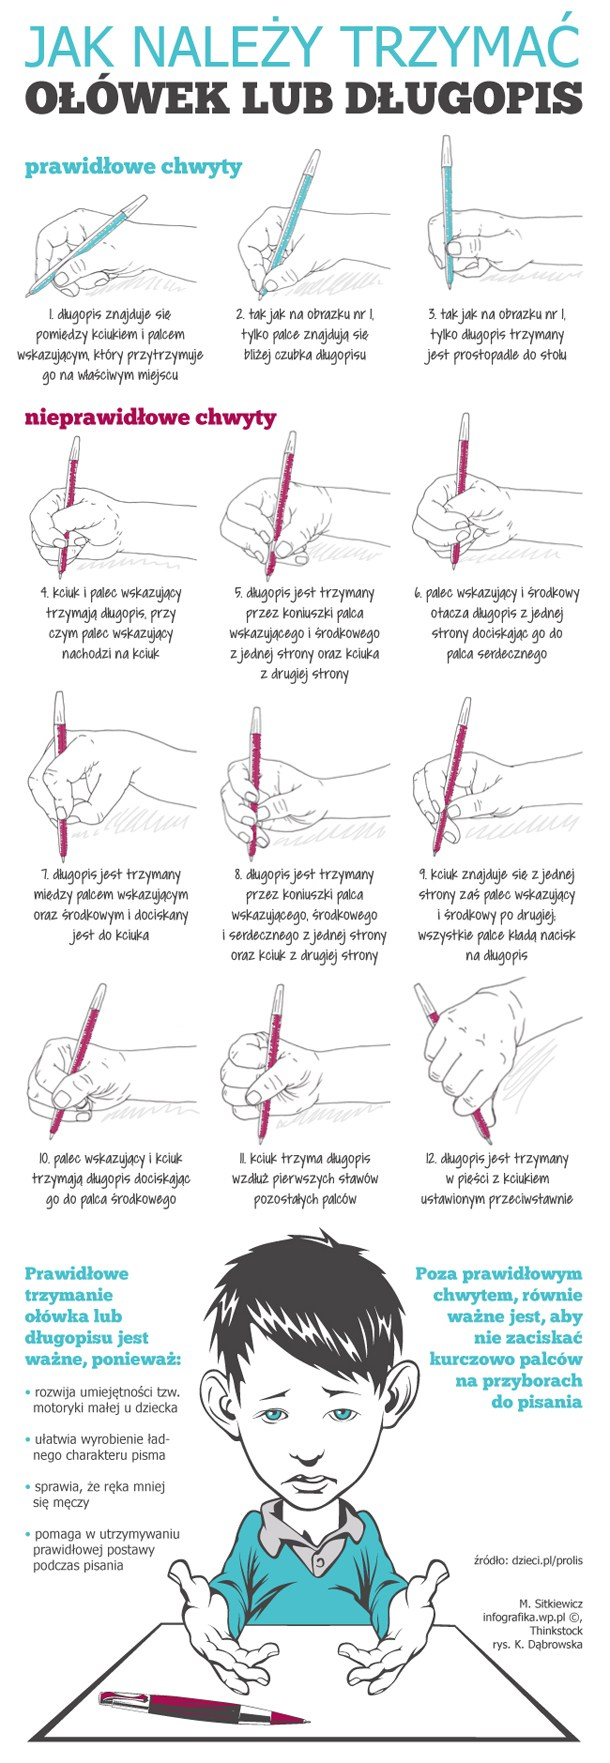 JAK NALEŻY TRZYMAĆ
OŁÓWEK LUB DŁUGOPIS
prawidłowe chwyty
1. długopis znajduje się
pomiędzy kciukiem i palcem
wskazującym, który przytrzymuje
go na właściwym miejscu
2. tak jak na obrazku nr 1,
tylko palce znajdują się
bliżej czubka długopisu
3. tak jak na obrazku nr 1,
tylko długopis trzymany
jest prostopadle do stołu
nieprawidłowe chwyty
4. kciuk i palec wskazujący
trzymają długopis, przy
czym palec wskazujący
nachodzi na kciuk
5. długopis jest trzymany
przez koniuszki palca
wskazującego i środkowego
z jednej strony oraz kciuka
z drugiej strony
6. palec wskazujący i środkowy
otacza długopis z jednej
strony dociskając go do
palca serdecznego
7. długopis jest trzymany
między palcem wskazującym
oraz środkowym i dociskany
jest do kciuka
8. długopis jest trzymany
przez koniuszki palca
wskazującego, środkowego
i serdecznego z jednej strony
oraz kciuk z drugiej strony
9. kciuk znajduje się z jednej
strony zaś palec wskazujący
i środkowy po drugiej;
wszystkie palce kładą nacisk
na długopis
10. palec wskazujący i kciuk
trzymają długopis dociskając
go do palca środkowego
11. kciuk trzyma długopis
wzdłuż pierwszych stawów
pozostałych palców
12. długopis jest trzymany
w pięści z kciukiem
ustawionym przeciwstawnie
Prawidłowe
trzymanie
ołówka lub
długopisu jest
ważne, ponieważ:
• rozwija umiejętności tzw.
motoryki małej u dziecka
• ułatwia wyrobienie ład-
nego charakteru pisma
• sprawia, że ręka mniej
się męczy
• pomaga w utrzymywaniu
prawidłowej postawy
podczas pisania
Poza prawidłowym
chwytem, równie
ważne jest, aby
nie zaciskać
kurczowo palców
na przyborach
do pisania
źródło: dzieci.pl/prolis
M. Sitkiewicz
infografika.wp.pl ©,
Thinkstock
rys. K. Dąbrowska